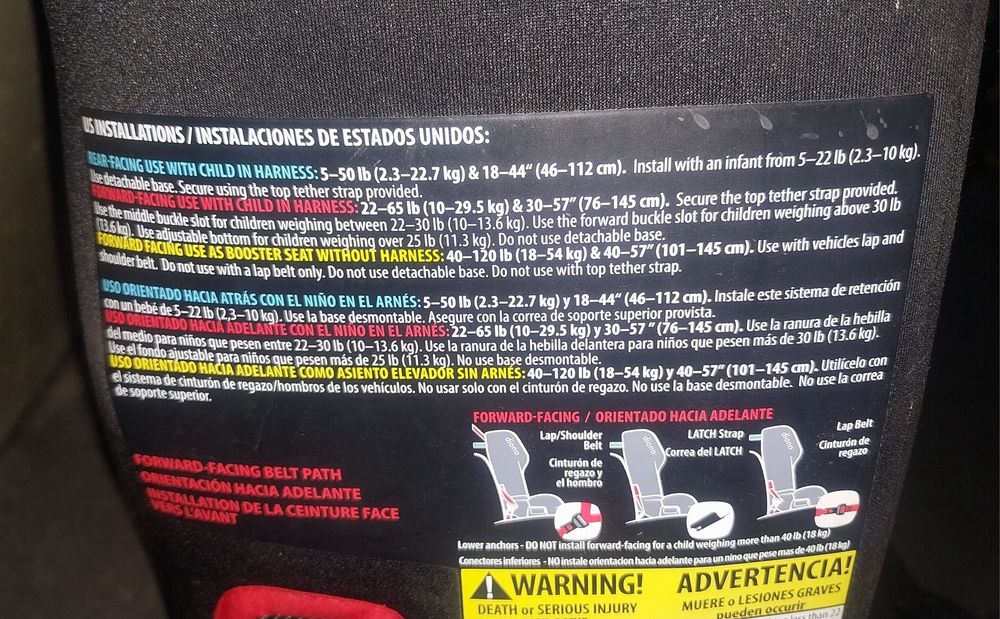 US INSTALLATIONS / INSTALACIONES DE ESTADOS UNIDOS:
REAR-FACING USE WITH CHILD IN HARNESS: 5–50 lb (2.3–22.7 kg) & 18–44“ (46–112 cm). Install with an infant from 5–22 lb (2.3–10 kg).
Use detachable base. Secure using the top tether strap provided.
FORWARD-FACING USE WITH CHILD IN HARNESS: 22–65 lb (10–29.5 kg) & 30–57” (76–145 cm). Secure the top tether strap provided.
Use the middle buckle slot for children weighing between 22–30 lb (10–13.6 kg). Use the forward buckle slot for children weighing above 30 lb
(13.6 kg). Use adjustable bottom for children weighing over 25 lb (11.3 kg). Do not use detachable base.
FORWARD FACING USE AS BOOSTER SEAT WITHOUT HARNESS: 40–120 lb (18–54 kg) & 40–57” (101–145 cm). Use with vehicles lap and
shoulder belt. Do not use with a lap belt only. Do not use detachable base. Do not use with top tether strap.
USO ORIENTADO HACIA ATRÁS CON EL NIÑO EN EL ARNÉS: 5–50 lb (2.3–22.7 kg) y 18–44“ (46–112 cm). Instale este sistema de retención
con un bebé de 5–22 lb (2,3–10 kg). Use la base desmontable. Asegure con la correa de soporte superior provista.
USO ORIENTADO HACIA ADELANTE CON EL NIÑO EN EL ARNÉS: 22–65 lb (10–29.5 kg) y 30–57 ” (76–145 cm). Use la ranura de la hebilla
del medio para niños que pesen entre 22–30 lb (10–13.6 kg). Use la ranura de la hebilla delantera para niños que pesen más de 30 lb (13.6 kg).
Use el fondo ajustable para niños que pesen más de 25 lb (11.3 kg). No use base desmontable.
USO ORIENTADO HACIA ADELANTE COMO ASIENTO ELEVADOR SIN ARNÉS: 40–120 lb (18–54 kg) y 40–57” (101–145 cm). Utilícelo con
el sistema de cinturón de regazo/hombros de los vehículos. No usar solo con el cinturón de regazo. No use la base desmontable. No use la correa
de soporte superior.
FORWARD-FACING / ORIENTADO HACIA ADELANTE
diono
Lap/Shoulder
Belt
Cinturón de
regazo y
el hombro
diono
LATCH Strap
Correa del LATCH
diono
Lap Belt
Cinturón de
regazo
FORWARD-FACING BELT PATH
ORIENTACIÓN HACIA ADELANTE
INSTALLATION DE LA CEINTURE FACE
VERS L'AVANT
Lower anchors - DO NOT install forward-facing for a child weighing more than 40 lb (18 kg)
Conectores inferiores - NO instale orientacion hacia adelante para un nino que pese mas de 40 lb (18 kg)
WARNING!
DEATH or SERIOUS INJURY
ADVERTENCIA!
MUERE o LESIONES GRAVES
pueden occurir
less than 22